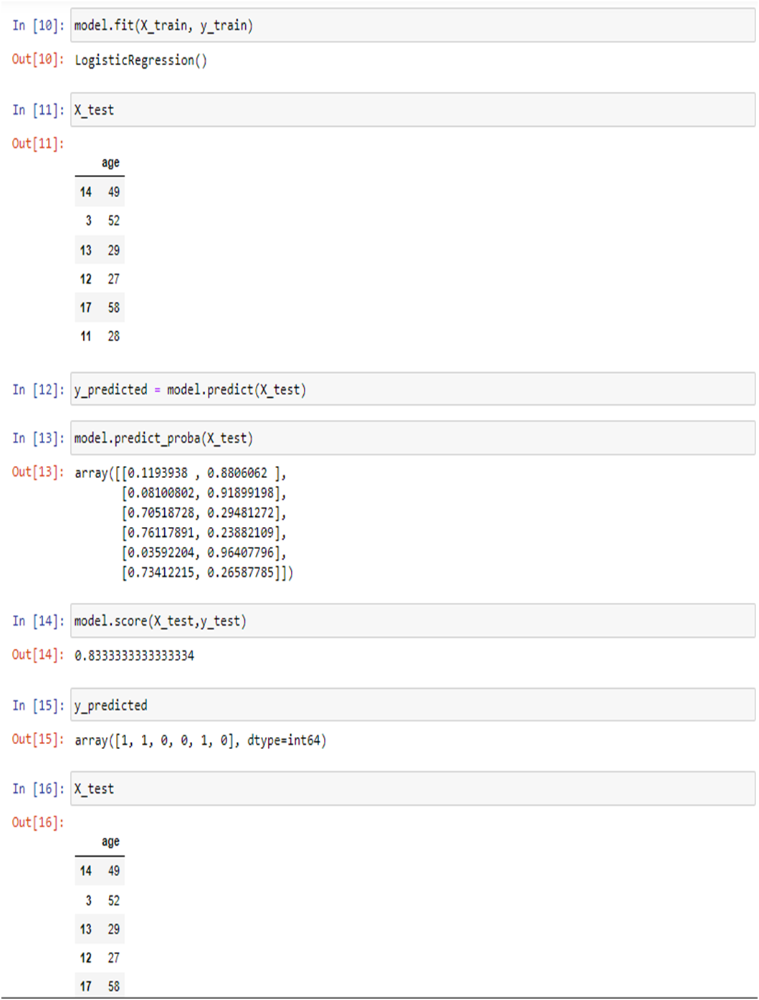 In [10]: model.fit(X_train, y_train)
Out[10]: LogisticRegression()
In [11]: X_test
Out[11]:
age
14 49
3 52
13 29
12 27
17 58
11 28
In [12]: y_predicted = model.predict(X_test)
In [13]: model.predict_proba(X_test)
Out[13]: array([[0.1193938 , 0.8806062 ],
[0.08100802, 0.91899198],
[0.70518728, 0.29481272],
[0.76117891, 0.23882109],
[0.03592204, 0.96407796],
[0.73412215, 0.26587785]])
In [14]: model.score(X_test,y_test)
Out[14]: 0.8333333333333334
In [15]: y_predicted
Out[15]: array([1, 1, 0, 0, 1, 0], dtype=int64)
In [16]: X_test
Out[16]:
age
14 49
3 52
13 29
12 27
17 58